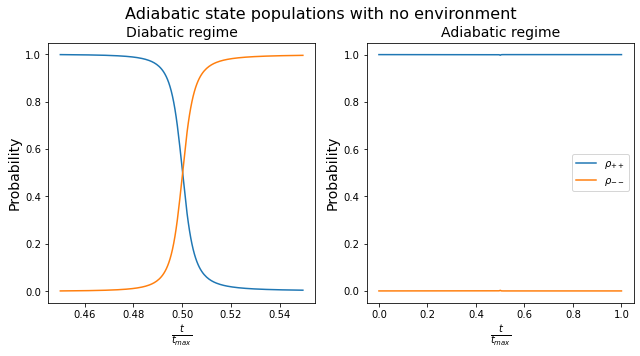 Adiabatic state populations with no environment
Diabatic regime
Adiabatic regime
Probability
1.0
0.8
0.6
0.4
0.2
0.0
0.46
0.48
0.50
0.52
0.54
t/t_max
Probability
1.0
0.8
0.6
0.4
0.2
0.0
0.0
0.2
0.4
0.6
0.8
1.0
t/t_max
ρ++
ρ−−